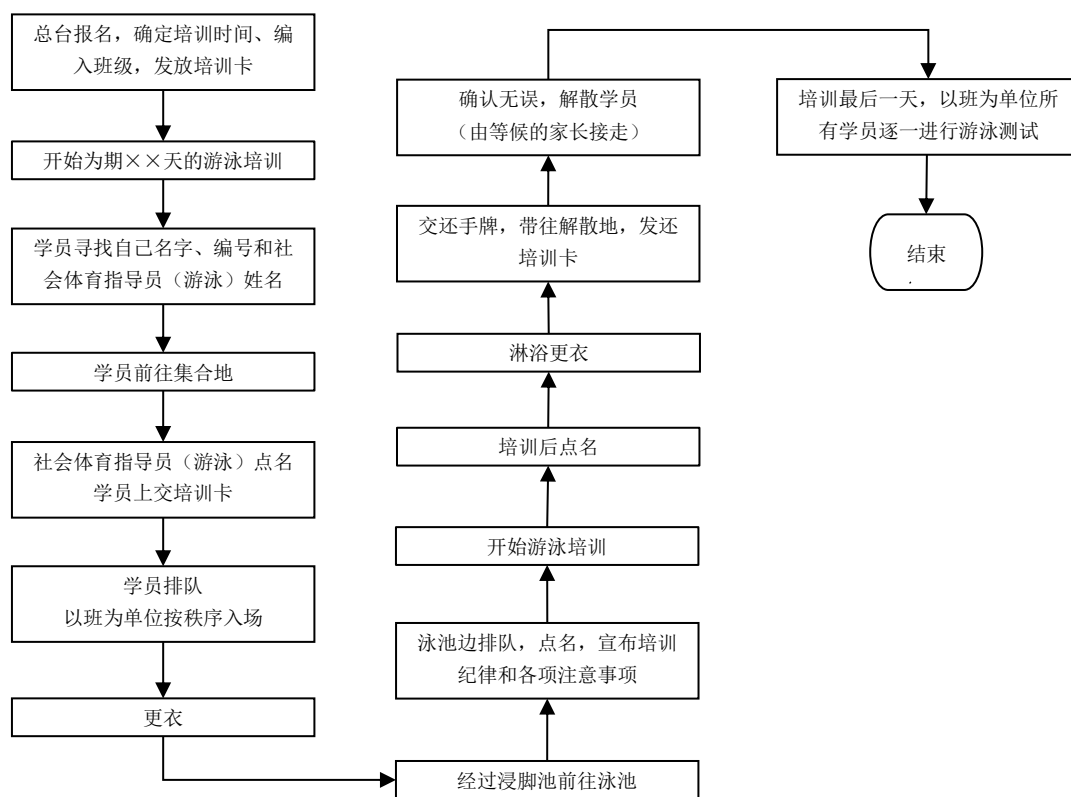 总台报名，确定培训时间、编
入班级，发放培训卡
开始为期××天的游泳培训
学员寻找自己名字、编号和社
会体育指导员（游泳）姓名
学员前往集合地
社会体育指导员（游泳）点名
学员上交培训卡
学员排队
以班为单位按秩序入场
更衣
经过浸脚池前往泳池
泳池边排队，点名，宣布培训
纪律和各项注意事项
开始游泳培训
培训后点名
淋浴更衣
交还手牌，带往解散地，发还
培训卡
确认无误，解散学员
（由等候的家长接走）
培训最后一天，以班为单位所
有学员逐一进行游泳测试
结束